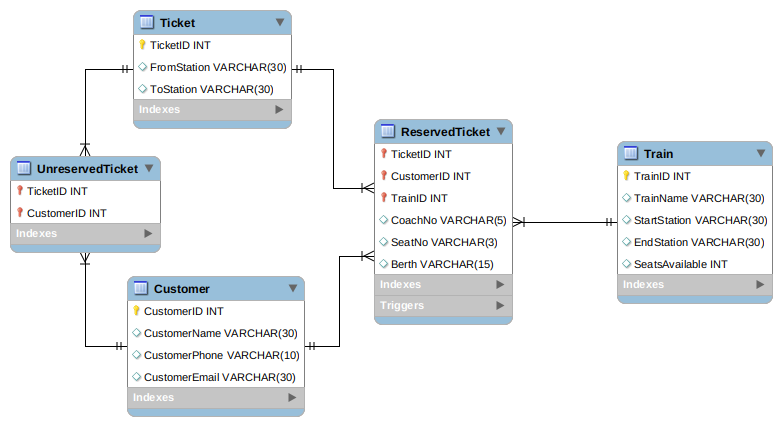 Ticket
TicketID INT
FromStation VARCHAR(30)
ToStation VARCHAR(30)
Indexes
UnreservedTicket
TicketID INT
CustomerID INT
Indexes
Customer
CustomerID INT
CustomerName VARCHAR(30)
CustomerPhone VARCHAR(10)
CustomerEmail VARCHAR(30)
Indexes
ReservedTicket
TicketID INT
CustomerID INT
TrainID INT
CoachNo VARCHAR(5)
SeatNo VARCHAR(3)
Berth VARCHAR(15)
Indexes
Triggers
Train
TrainID INT
TrainName VARCHAR(30)
StartStation VARCHAR(30)
EndStation VARCHAR(30)
SeatsAvailable INT
Indexes